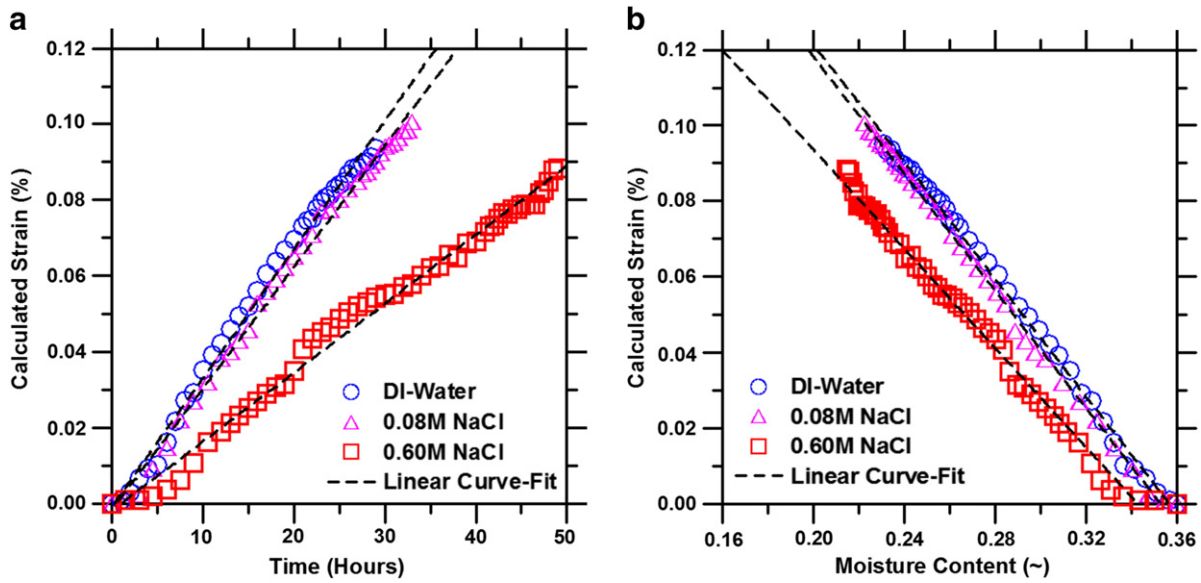 a
0.12
0.10
0.08
0.06
0.04
0.02
0.00
Calculated Strain (%)
DI-Water
0.08M NaCl
0.60M NaCl
Linear Curve-Fit
0 10 20 30 40 50
Time (Hours)
b
0.12
0.10
0.08
0.06
0.04
0.02
0.00
Calculated Strain (%)
DI-Water
0.08M NaCl
0.60M NaCl
Linear Curve-Fit
0.16 0.20 0.24 0.28 0.32 0.36
Moisture Content (~)